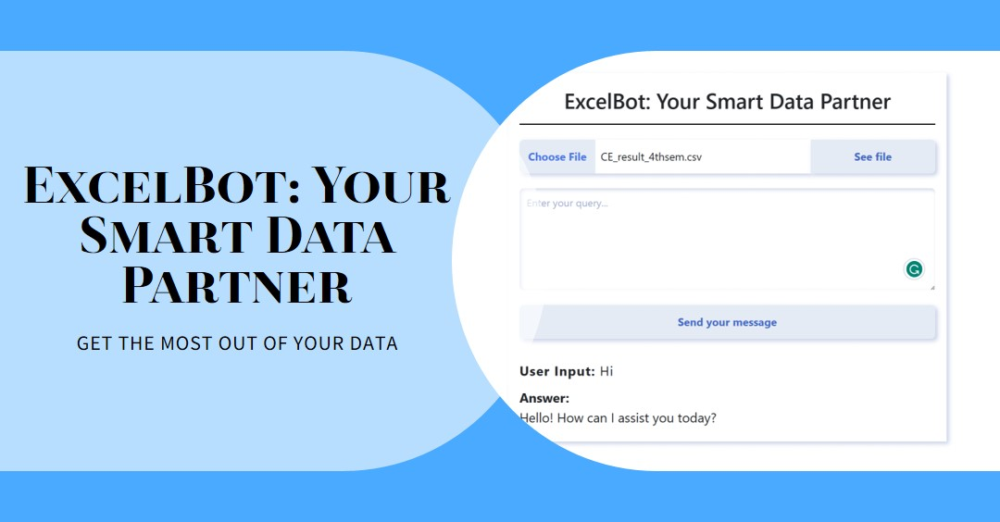 ExcelBot: Your
Smart Data
Partner
GET THE MOST OUT OF YOUR DATA
ExcelBot: Your Smart Data Partner
Choose File CE_result_4thsem.csv See file
Enter your query...
Send your message
User Input: Hi
Answer:
Hello! How can I assist you today?